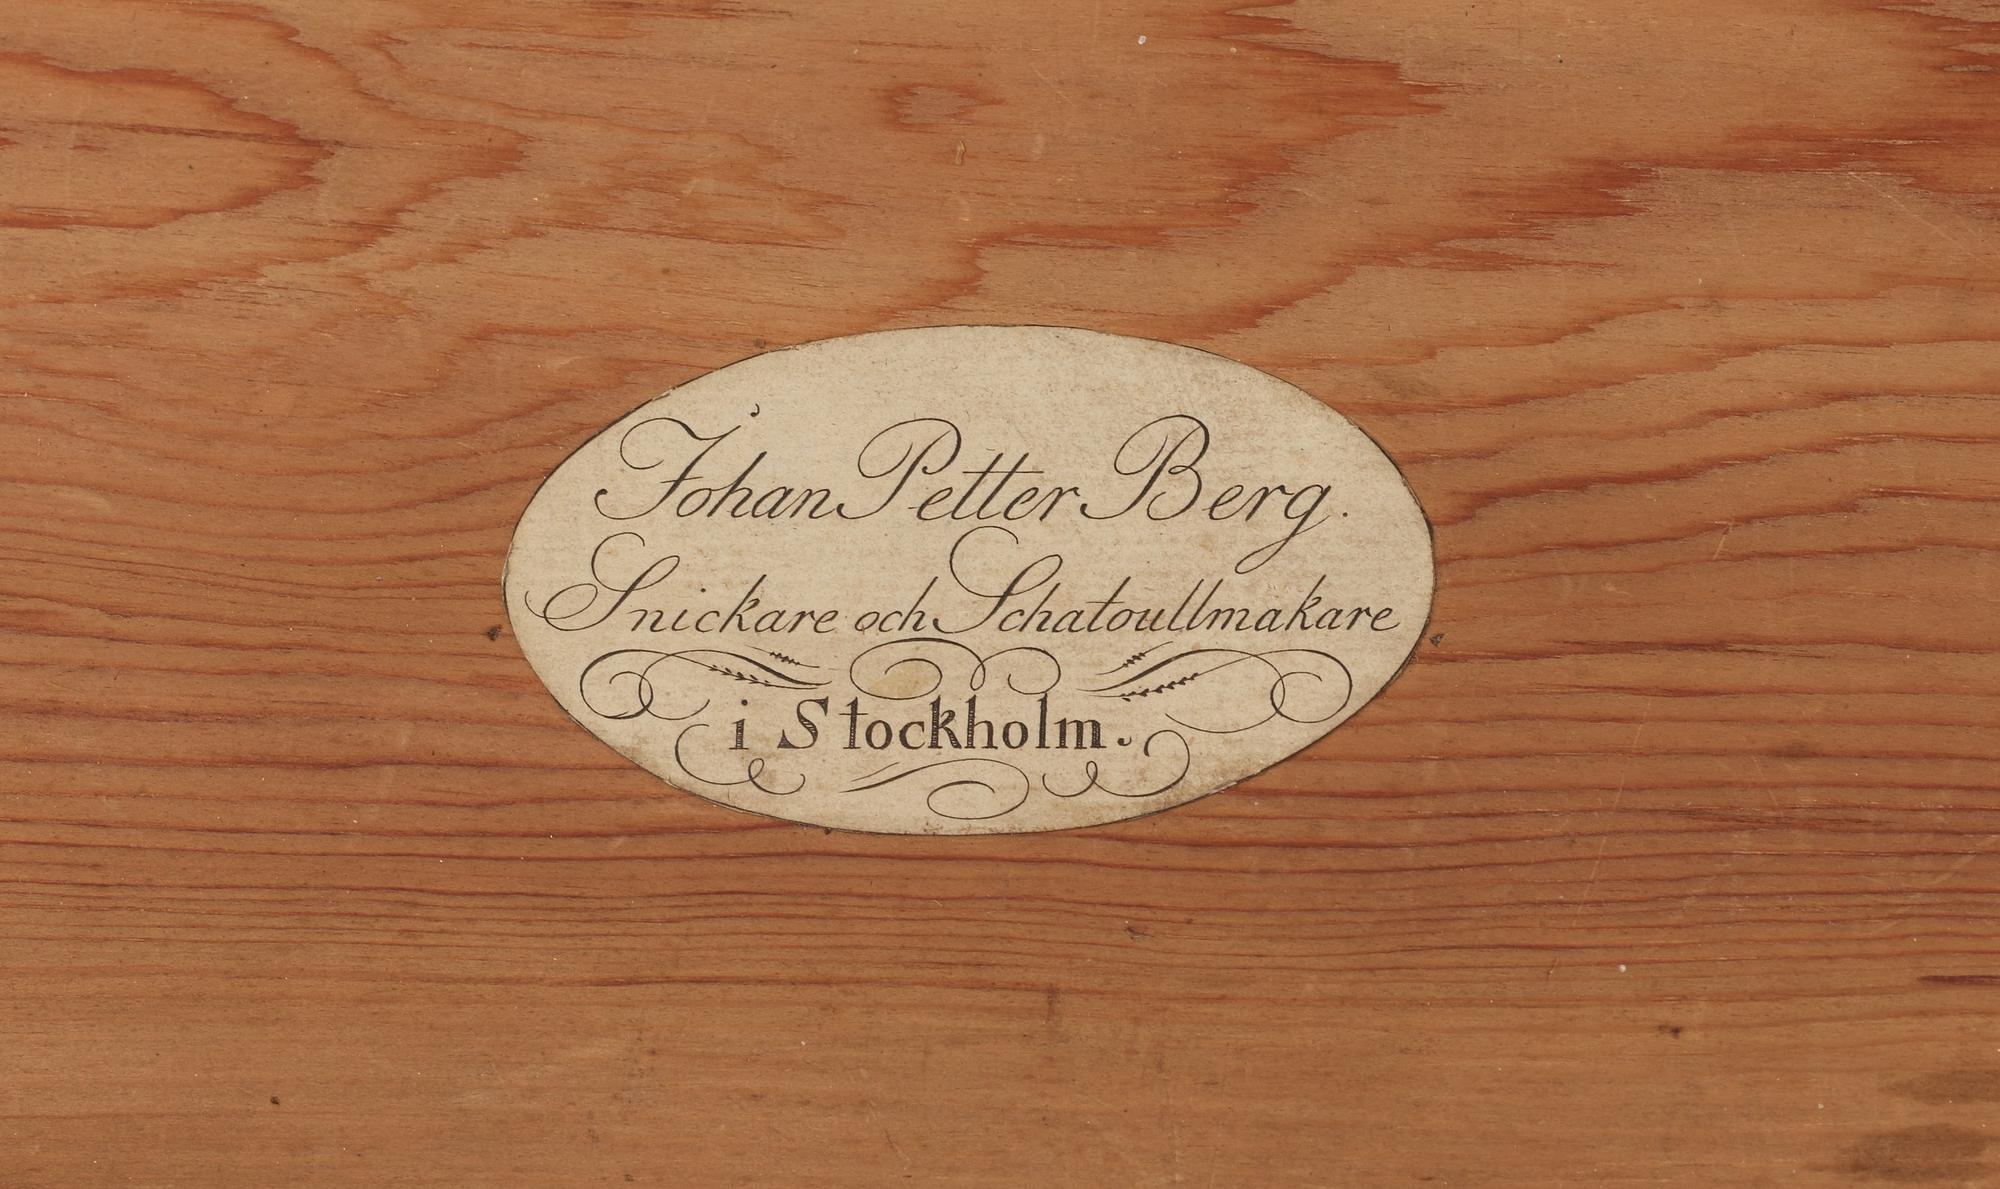 Johan Petter Berg.
Snickare och Schatoullmakare
i Stockholm.